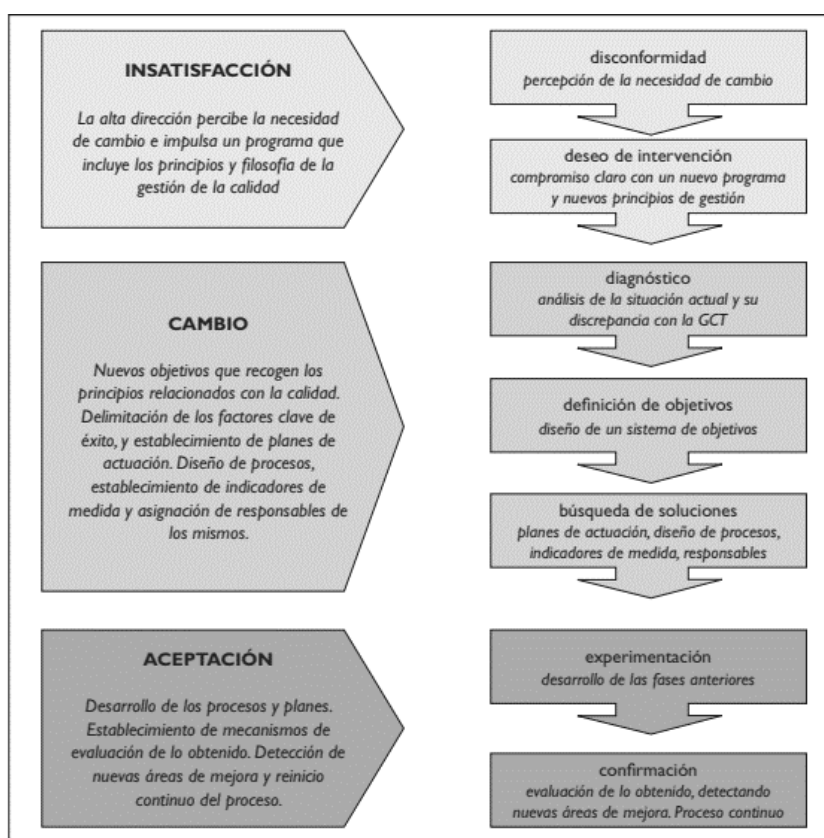 INSATISFACCIÓN
La alta dirección percibe la necesidad
de cambio e impulsa un programa que
incluye los principios y filosofía de la
gestión de la calidad
disconformidad
percepción de la necesidad de cambio
deseo de intervención
compromiso claro con un nuevo programa
y nuevos principios de gestión
CAMBIO
Nuevos objetivos que recogen los
principios relacionados con la calidad.
Delimitación de los factores clave de
éxito, y establecimiento de planes de
actuación. Diseño de procesos,
establecimiento de indicadores de
medida y asignación de responsables de
los mismos.
diagnóstico
análisis de la situación actual y su
discrepancia con la GCT
definición de objetivos
diseño de un sistema de objetivos
búsqueda de soluciones
planes de actuación, diseño de procesos,
indicadores de medida, responsables
ACEPTACIÓN
Desarrollo de los procesos y planes.
Establecimiento de mecanismos de
evaluación de lo obtenido. Detección de
nuevas áreas de mejora y reinicio
continuo del proceso.
experimentación
desarrollo de las fases anteriores
confirmación
evaluación de lo obtenido, detectando
nuevas áreas de mejora. Proceso continuo